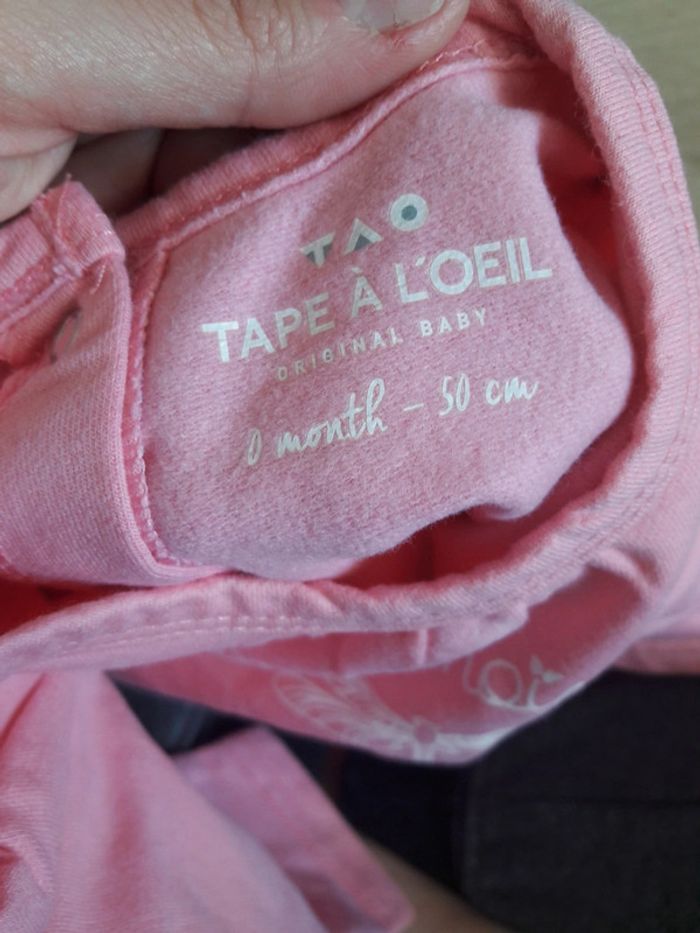 TAO
TAPE À L'OEIL
ORIGINAL BABY
0 month - 50 cm